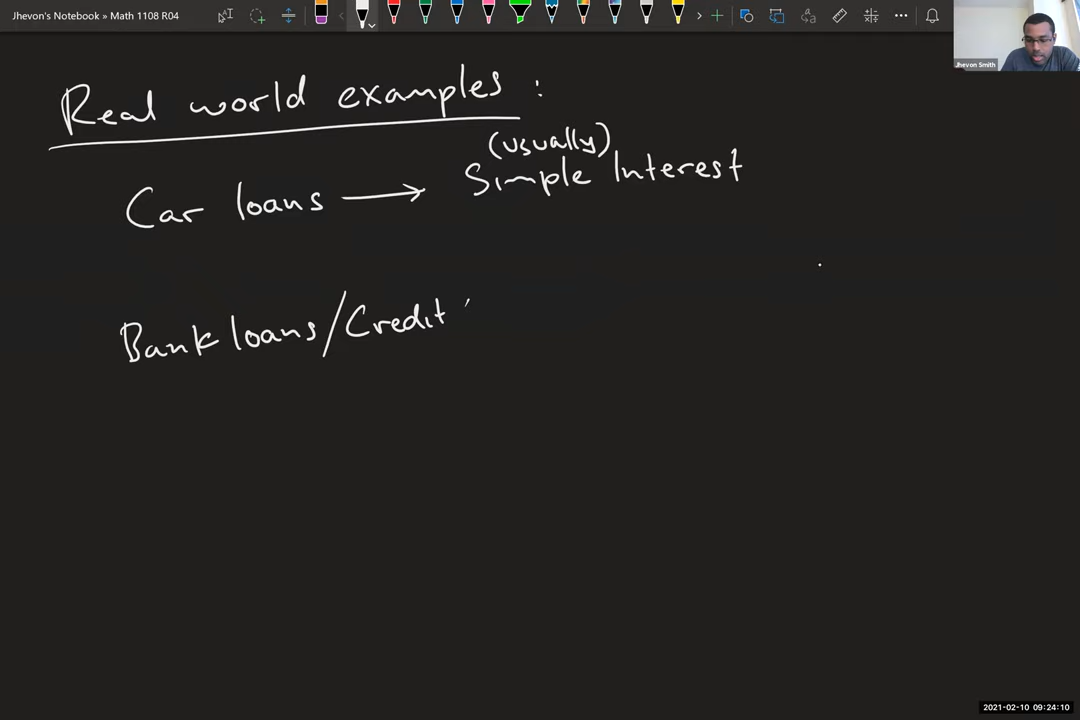 Jhevon's Notebook » Math 1108 R04
Jhevon Smith
Real world examples :
(usually)
Car loans → Simple Interest
Bank loans/Credit
2021-02-10 09:24:10